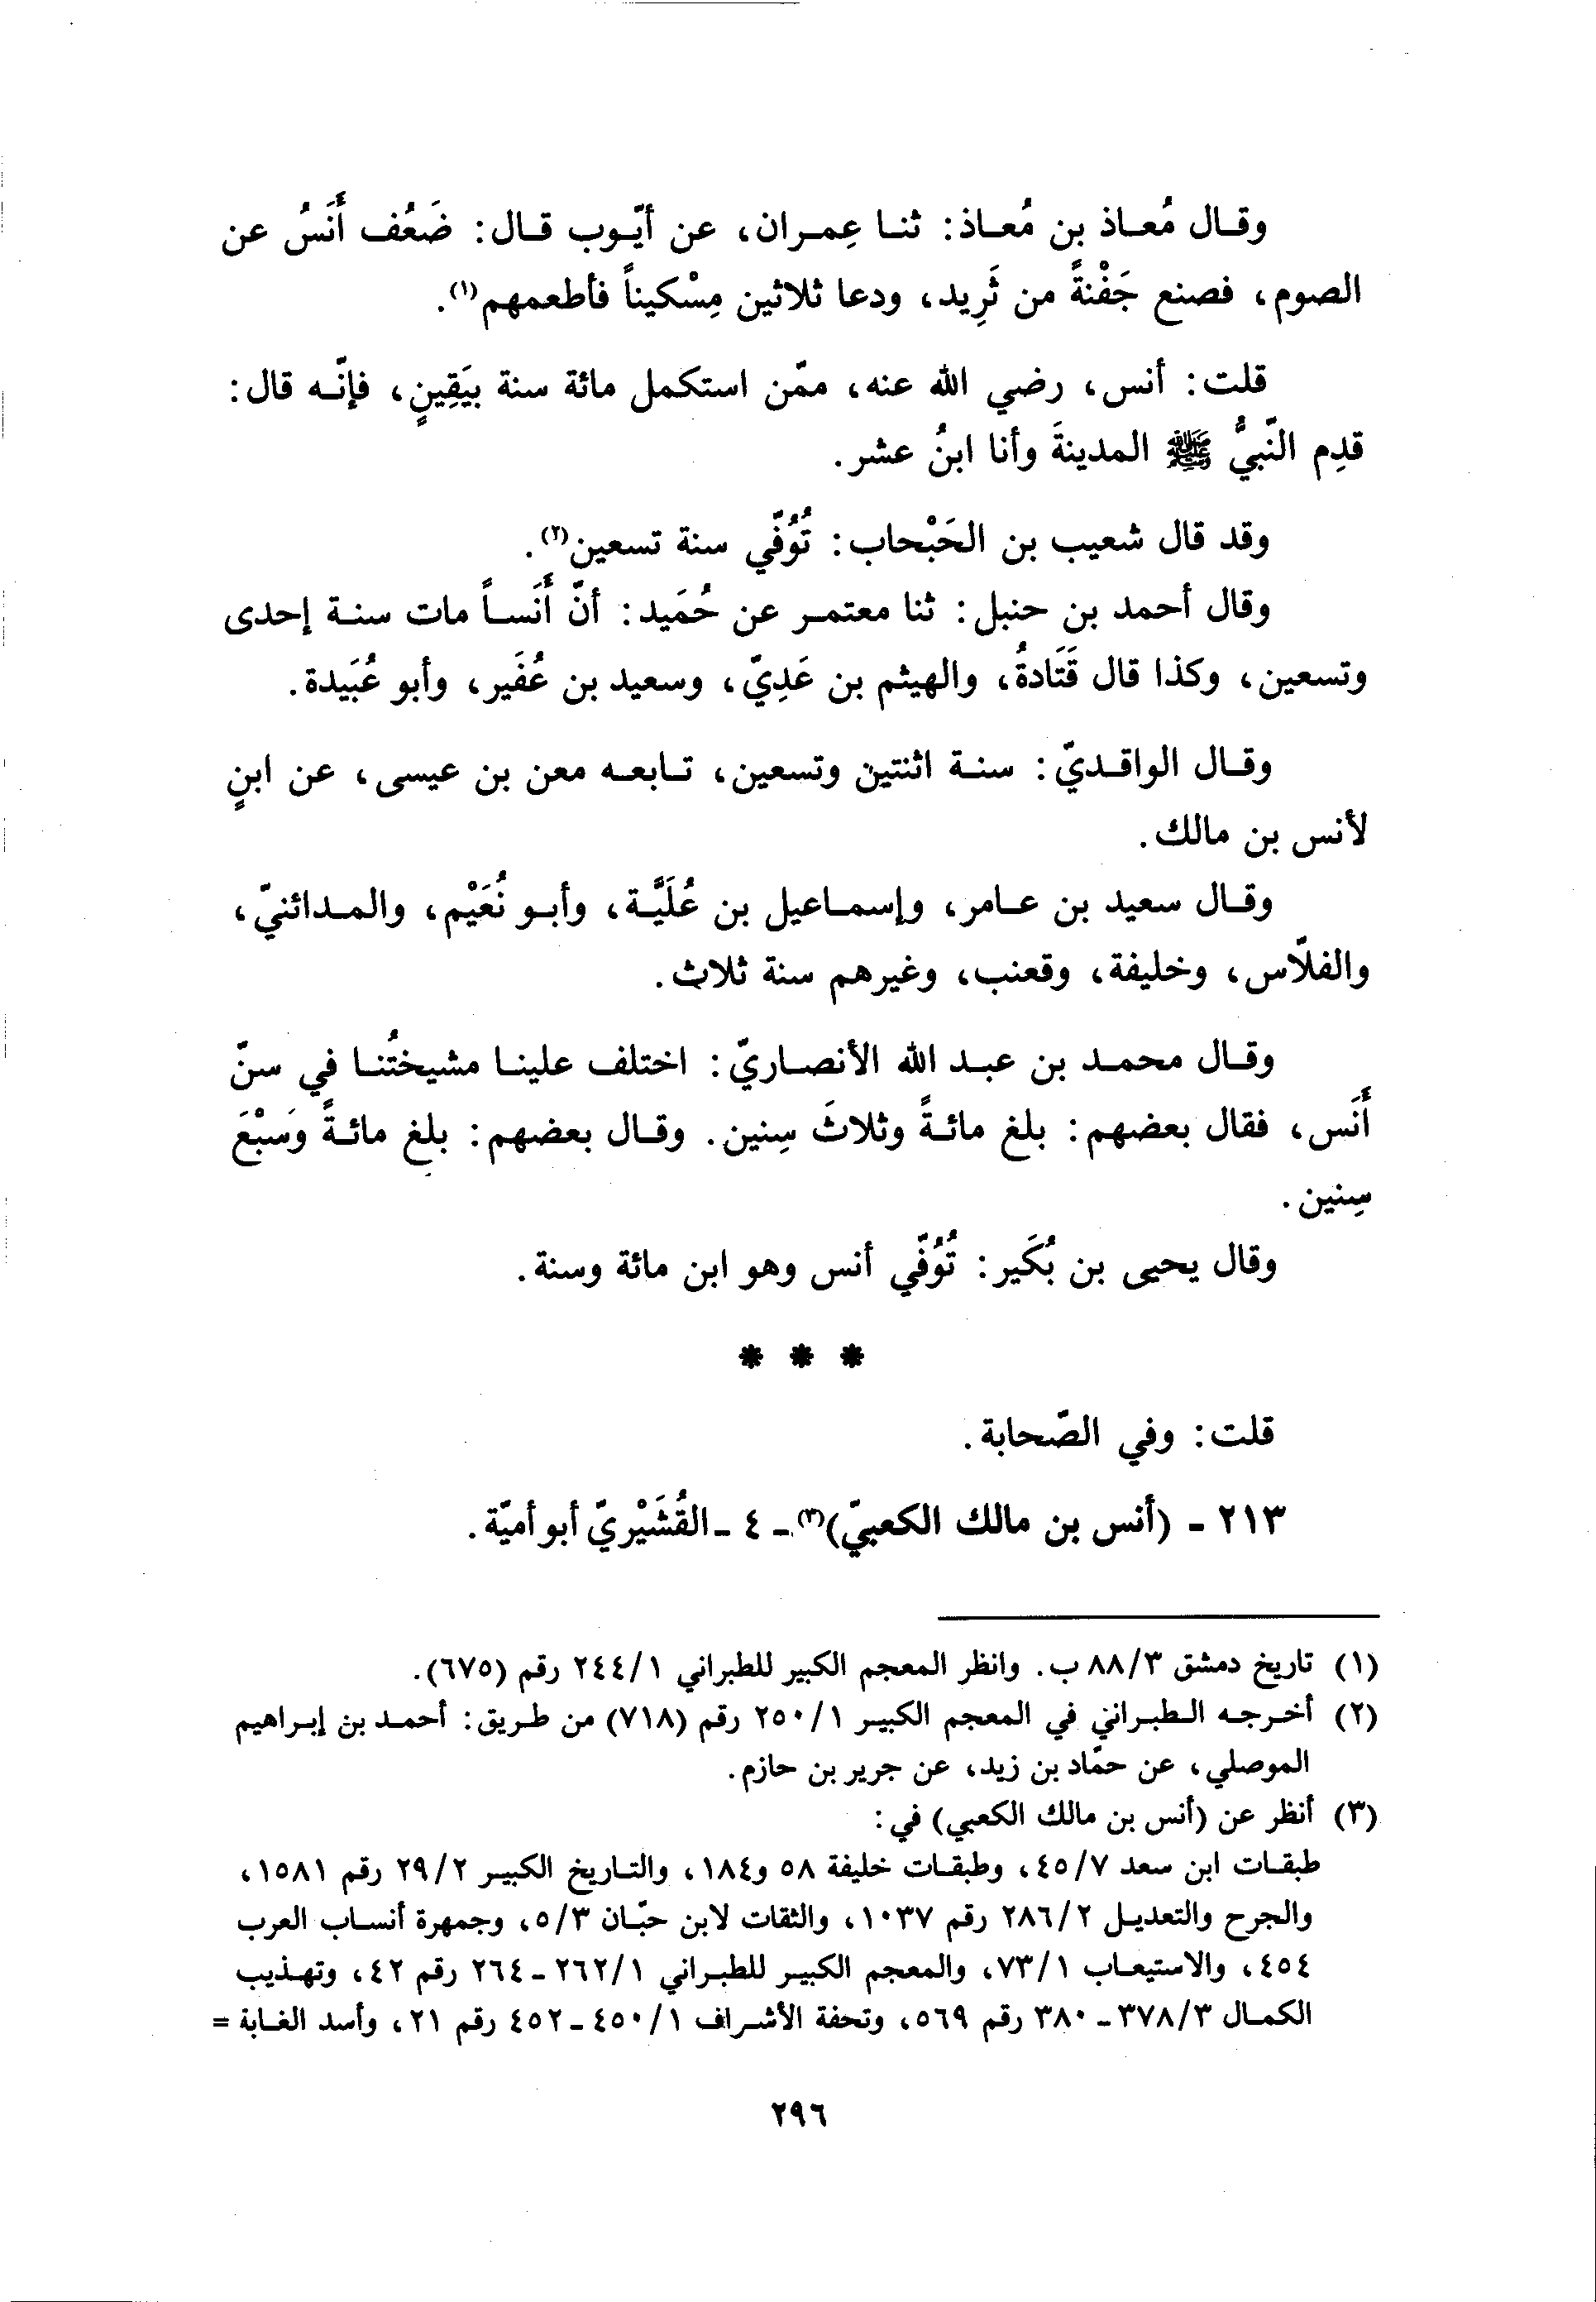 وقال مُعاذ بن مُعاذ: ثنا عِمران، عن أيّوب قال: ضَعُف أَنَسُ عن
الصوم، فصنع جَفْنةً من ثَرِيد، ودعا ثلاثين مِسْكيناً فأطعمهم(١).
قلت: أنس، رضي الله عنه، ممّن استكمل مائة سنة بيَقِينٍ، فإنّه قال:
قدِم النّبيُّ ﷺ المدينةَ وأنا ابنُ عشر.
وقد قال شعيب بن الحَبْحاب: تُوُفّي سنة تسعين(٢).
وقال أحمد بن حنبل: ثنا معتمر عن حُمَيد: أنّ أَنَساً مات سنة إحدى
وتسعين، وكذا قال قَتَادةُ، والهيثم بن عَدِيّ، وسعيد بن عُفَير، وأبو عُبَيدة.
وقال الواقديّ: سنة اثنتين وتسعين، تابعه معن بن عيسى، عن ابنٍ
لأنس بن مالك.
وقال سعيد بن عامر، وإسماعيل بن عُلَيَّة، وأبو نُعَيْم، والمدائنيّ،
والفلّاس، وخليفة، وقعنب، وغيرهم سنة ثلاث.
وقال محمد بن عبد الله الأنصاريّ: اختلف علينا مشيختُنا في سنّ
أَنَس، فقال بعضهم: بلغ مائةً وثلاثَ سِنين. وقال بعضهم: بلغ مائةً وَسَبْعَ
سِنين.
وقال يحيى بن بُكَير: تُوُفّي أنس وهو ابن مائة وسنة.
* * *
قلت: وفي الصّحابة.
٢١٣ - (أنس بن مالك الكعبيّ)(٣) - ٤ - القُشَيْريّ أبو أميّة.
(١) تاريخ دمشق ٨٨/٣ ب. وانظر المعجم الكبير للطبراني ٢٤٤/١ رقم (٦٧٥).
(٢) أخرجه الطبراني في المعجم الكبير ٢٥٠/١ رقم (٧١٨) من طريق: أحمد بن إبراهيم
الموصلي، عن حمّاد بن زيد، عن جرير بن حازم.
(٣) أنظر عن (أنس بن مالك الكعبي) في:
طبقات ابن سعد ٤٥/٧، وطبقات خليفة ٥٨ و١٨٤، والتاريخ الكبير ٢٩/٢ رقم ١٥٨١،
والجرح والتعديل ٢٨٦/٢ رقم ١٠٣٧، والثقات لابن حبّان ٥/٣، وجمهرة أنساب العرب
٤٥٤، والاستيعاب ٧٣/١، والمعجم الكبير للطبراني ٢٦٢/١ - ٢٦٤ رقم ٤٢، وتهذيب
الكمال ٣٧٨/٣ - ٣٨٠ رقم ٥٦٩، وتحفة الأشراف ٤٥٠/١ - ٤٥٢ رقم ٢١، وأسد الغابة =
٢٩٦